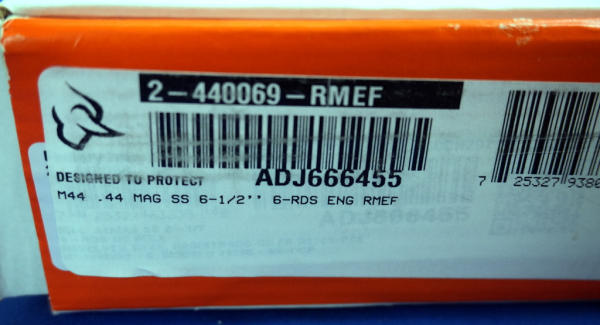 2-440069-RMEF
DESIGNED TO PROTECT
ADJ666455
7 25327 9380
M44 .44 MAG SS 6-1/2'' 6-RDS ENG RMEF
ADJ666455